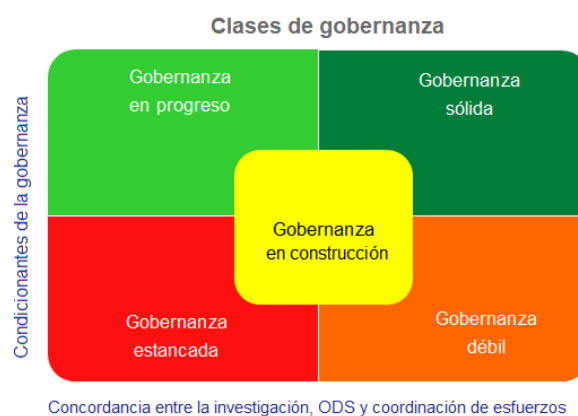 Clases de gobernanza
Condicionantes de la gobernanza
Gobernanza
en progreso
Gobernanza
sólida
Gobernanza
en construcción
Gobernanza
estancada
Gobernanza
débil
Concordancia entre la investigación, ODS y coordinación de esfuerzos